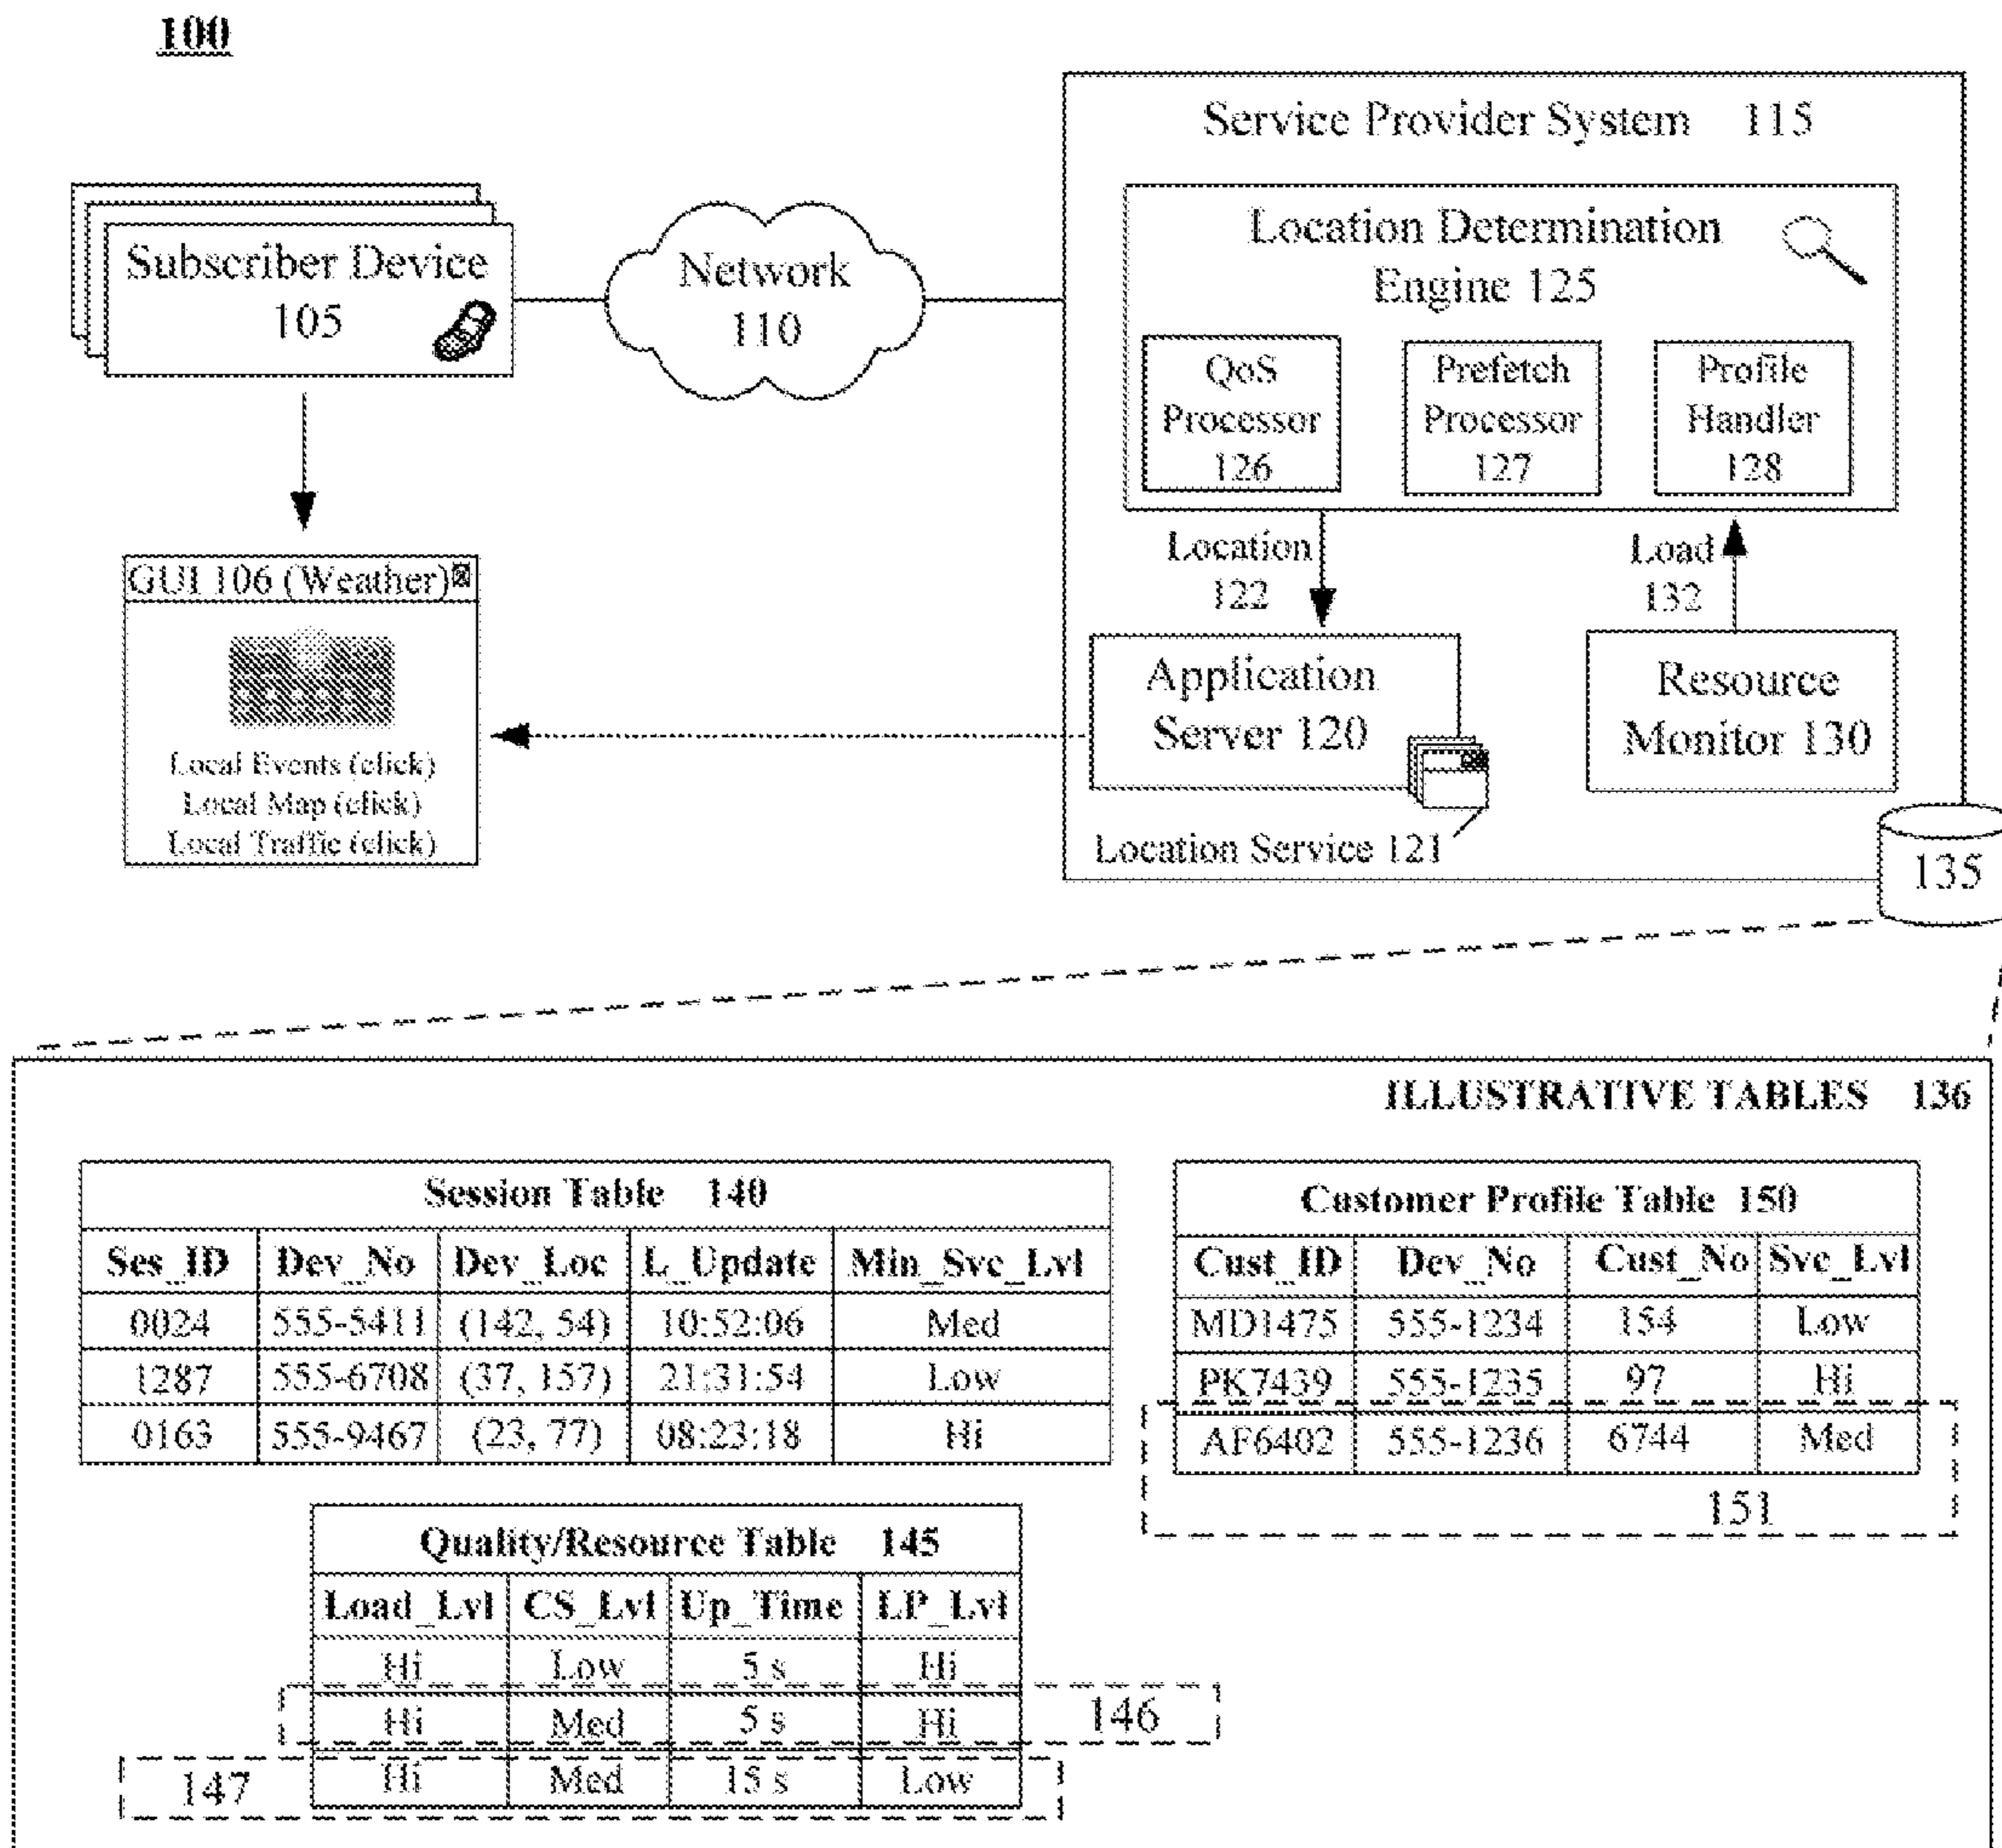 100
Service Provider System 115
Location Determination
Engine 125
Subscriber Device
105
Network
110
QoS
Processor
126
Prefetch
Processor
127
Profile
Handler
128
Location
122
Load
132
GUI 106 (Weather)
Local Events (click)
Local Map (click)
Local Traffic (click)
Application
Server 120
Resource
Monitor 130
Location Service 121
135
ILLUSTRATIVE TABLES 136
Session Table 140
Ses_ID Dev_No Dev_Loc L_Update Min_Svc_Lvl
0024 555-5411 (142, 54) 10:52:06 Med
1287 555-6708 (37, 157) 21:31:54 Low
0163 555-9467 (23, 77) 08:23:18 Hi
Customer Profile Table 150
Cust_ID Dev_No Cust_No Svc_Lvl
MD1475 555-1234 154 Low
PK7439 555-1235 97 Hi
AF6402 555-1236 6744 Med
151
Quality/Resource Table 145
Load_Lvl CS_Lvl Up_Time LP_Lvl
Hi Low 5 s Hi
Hi Med 5 s Hi
146
147
Hi Med 15 s Low